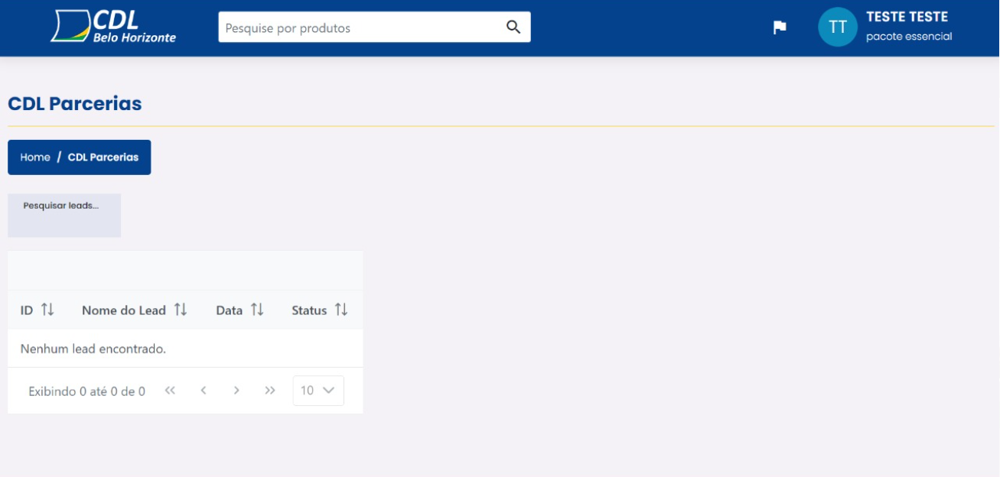 CDL
Belo Horizonte
Pesquise por produtos
TT
TESTE TESTE
pacote essencial
CDL Parcerias
Home / CDL Parcerias
Pesquisar leads...
ID Nome do Lead Data Status
Nenhum lead encontrado.
Exibindo 0 até 0 de 0 « ‹ › » 10